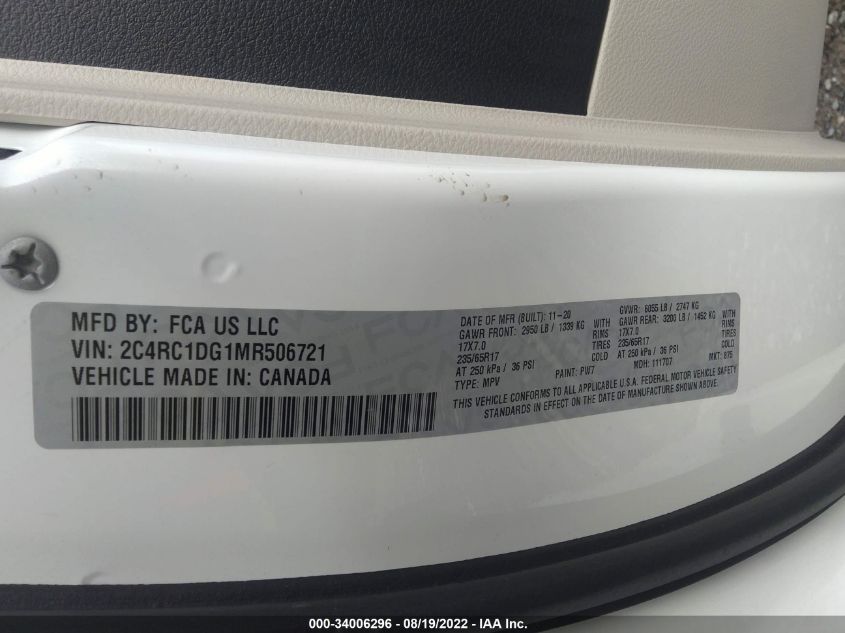 MFD BY: FCA US LLC
VIN: 2C4RC1DG1MR506721
VEHICLE MADE IN: CANADA
DATE OF MFR (BUILT): 11-20
GVWR: 6055 LB / 2747 KG
GAWR FRONT: 2950 LB / 1339 KG WITH
GAWR REAR: 3200 LB / 1452 KG WITH
17X7.0 RIMS
17X7.0 RIMS
235/65R17 TIRES
235/65R17 TIRES
AT 250 kPa / 36 PSI
AT 250 kPa / 36 PSI
TYPE: MPV PAINT: PW7 MDH: 111707 MKT: 875
THIS VEHICLE CONFORMS TO ALL APPLICABLE U.S.A. FEDERAL MOTOR VEHICLE SAFETY
STANDARDS IN EFFECT ON THE DATE OF MANUFACTURE SHOWN ABOVE.
000-34006296 - 08/19/2022 - IAA Inc.